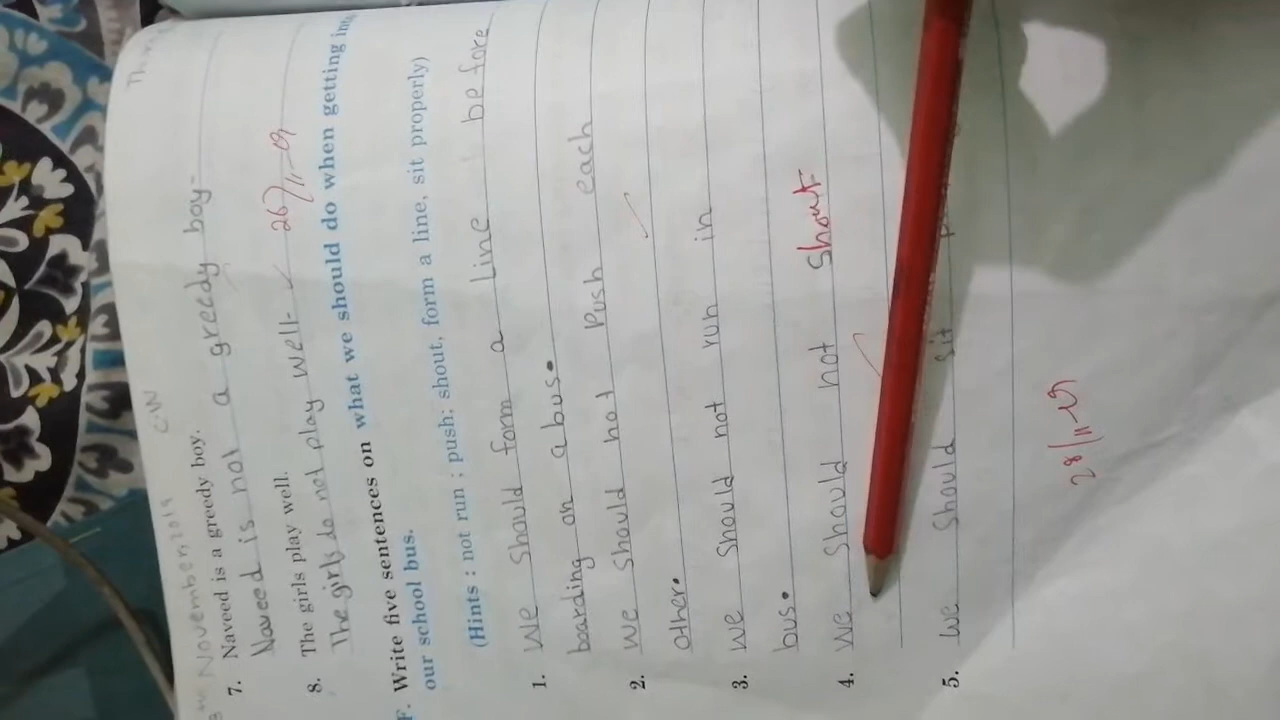 November 2019 CW
7. Naved is a greedy boy.
Naved is not a greedy boy-
8. The girls play well.
The girls do not play well- 26/11-19
F. Write five sentences on what we should do when getting into
our school bus.
(Hints : not run ; push; shout, form a line, sit properly)
1. We should form a line before
boarding on a bus.
2. We should not push each
other.
3. We should not run in
bus.
4. We should not shout
5. We should sit
28/11-19